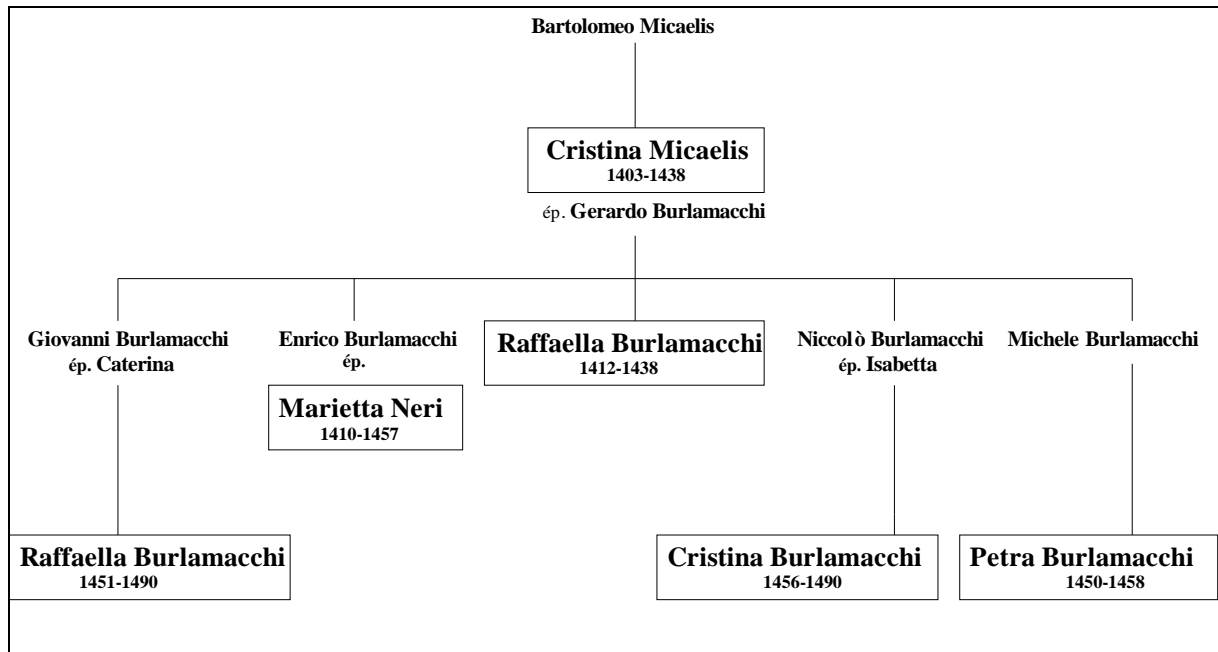 Bartolomeo Micaelis
Cristina Micaelis
1403-1438
ép. Gerardo Burlamacchi
Giovanni Burlamacchi
ép. Caterina
Enrico Burlamacchi
ép.
Marietta Neri
1410-1457
Raffaella Burlamacchi
1412-1438
Niccolò Burlamacchi
ép. Isabetta
Michele Burlamacchi
Raffaella Burlamacchi
1451-1490
Cristina Burlamacchi
1456-1490
Petra Burlamacchi
1450-1458